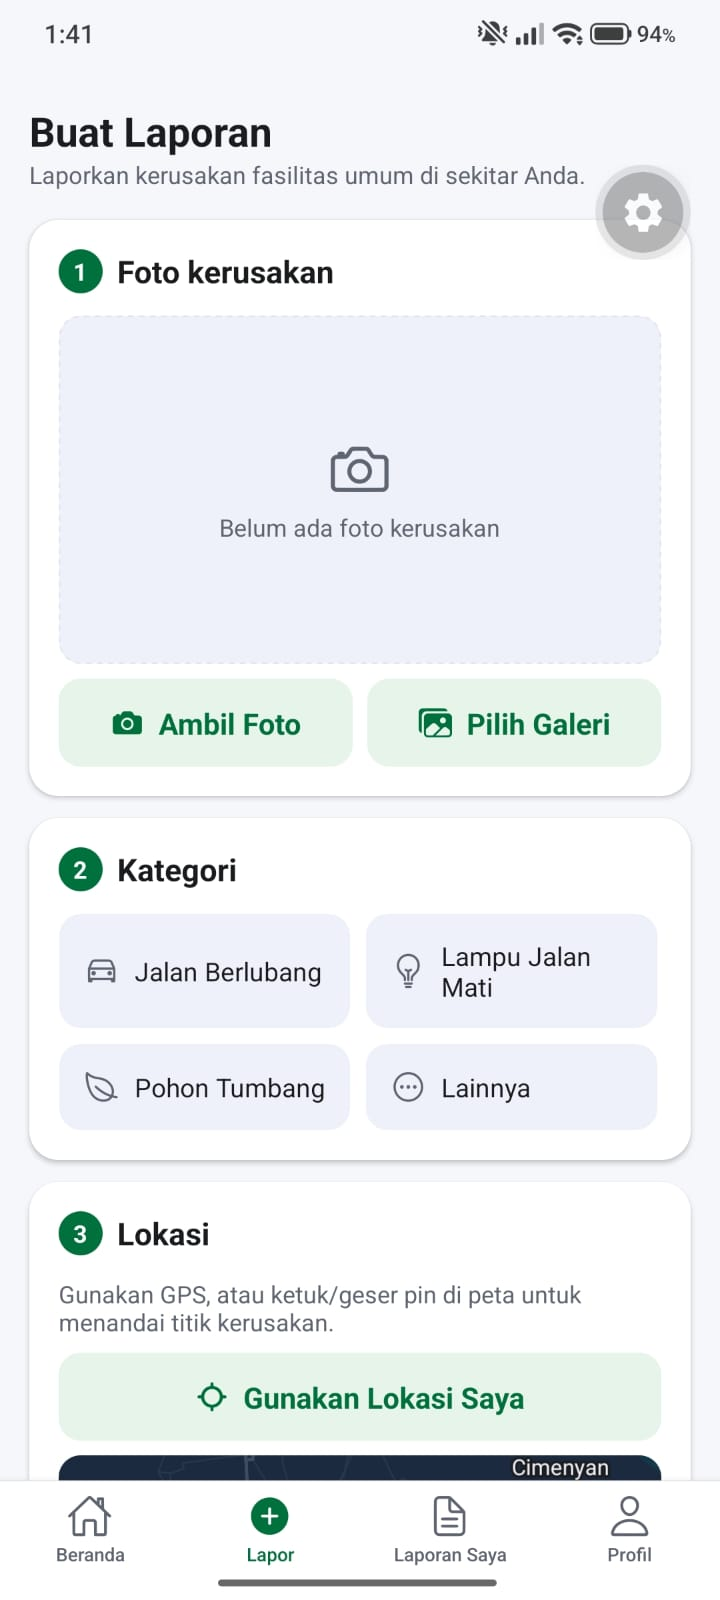 1:41
94%
Buat Laporan
Laporkan kerusakan fasilitas umum di sekitar Anda.
1 Foto kerusakan
Belum ada foto kerusakan
Ambil Foto
Pilih Galeri
2 Kategori
Jalan Berlubang
Lampu Jalan
Mati
Pohon Tumbang
Lainnya
3 Lokasi
Gunakan GPS, atau ketuk/geser pin di peta untuk
menandai titik kerusakan.
Gunakan Lokasi Saya
Cimenyan
Beranda
Lapor
Laporan Saya
Profil